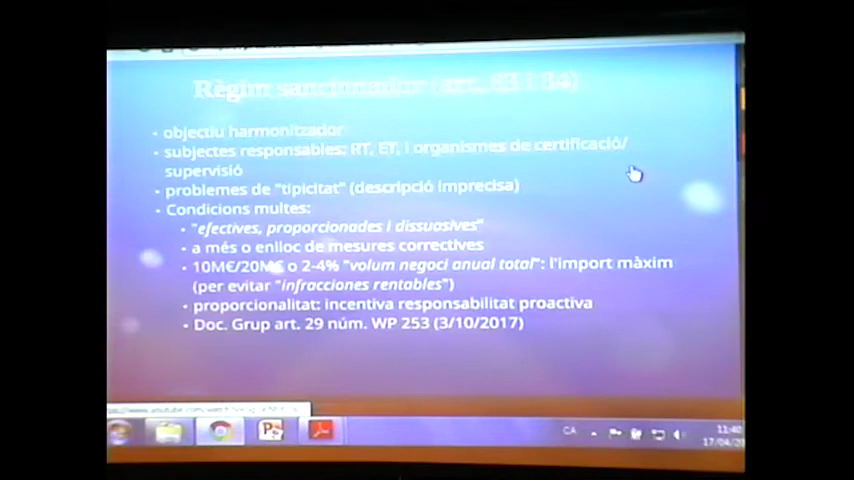 Règim sancionador (art. 83 i 84)
- objectiu harmonitzador
- subjectes responsables: RT, ET, i organismes de certificació/
supervisió
- problemes de "tipicitat" (descripció imprecisa)
- Condicions multes:
- "efectives, proporcionades i dissuasives"
- a més o enlloc de mesures correctives
- 10M€/20M€ o 2-4% "volum negoci anual total": l'import màxim
(per evitar "infraccions rentables")
- proporcionalitat: incentiva responsabilitat proactiva
- Doc. Grup art. 29 núm. WP 253 (3/10/2017)
CA
11:40
17/04/20